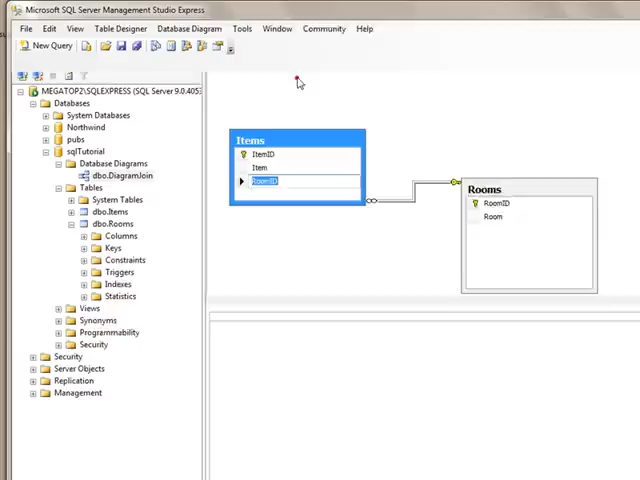 Microsoft SQL Server Management Studio Express
File Edit View Table Designer Database Diagram Tools Window Community Help
New Query
MEGATOP2\SQLEXPRESS (SQL Server 9.0.405
Databases
System Databases
Northwind
pubs
sqlTutorial
Database Diagrams
dbo.DiagramJoin
Tables
System Tables
dbo.Items
dbo.Rooms
Columns
Keys
Constraints
Triggers
Indexes
Statistics
Views
Synonyms
Programmability
Security
Security
Server Objects
Replication
Management
Items
ItemID
Item
RoomID
Rooms
RoomID
Room